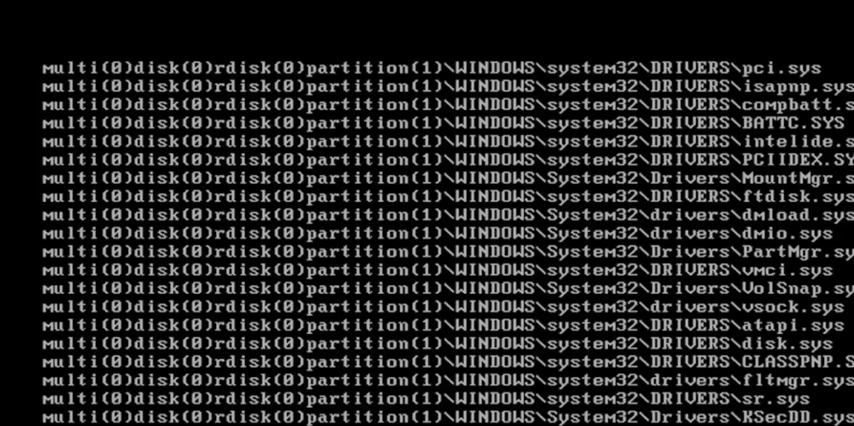 multi(0)disk(0)rdisk(0)partition(1)\WINDOWS\system32\DRIVERS\pci.sys
multi(0)disk(0)rdisk(0)partition(1)\WINDOWS\system32\DRIVERS\isapnp.sys
multi(0)disk(0)rdisk(0)partition(1)\WINDOWS\system32\DRIVERS\compbatt.s
multi(0)disk(0)rdisk(0)partition(1)\WINDOWS\system32\DRIVERS\BATTC.SYS
multi(0)disk(0)rdisk(0)partition(1)\WINDOWS\system32\DRIVERS\intelide.s
multi(0)disk(0)rdisk(0)partition(1)\WINDOWS\system32\DRIVERS\PCIIDEX.SY
multi(0)disk(0)rdisk(0)partition(1)\WINDOWS\System32\Drivers\MountMgr.s
multi(0)disk(0)rdisk(0)partition(1)\WINDOWS\system32\DRIVERS\ftdisk.sys
multi(0)disk(0)rdisk(0)partition(1)\WINDOWS\System32\drivers\dmload.sys
multi(0)disk(0)rdisk(0)partition(1)\WINDOWS\System32\drivers\dmio.sys
multi(0)disk(0)rdisk(0)partition(1)\WINDOWS\System32\Drivers\PartMgr.sy
multi(0)disk(0)rdisk(0)partition(1)\WINDOWS\system32\DRIVERS\vmci.sys
multi(0)disk(0)rdisk(0)partition(1)\WINDOWS\System32\Drivers\VolSnap.sy
multi(0)disk(0)rdisk(0)partition(1)\WINDOWS\system32\drivers\vsock.sys
multi(0)disk(0)rdisk(0)partition(1)\WINDOWS\system32\DRIVERS\atapi.sys
multi(0)disk(0)rdisk(0)partition(1)\WINDOWS\system32\DRIVERS\disk.sys
multi(0)disk(0)rdisk(0)partition(1)\WINDOWS\system32\DRIVERS\CLASSPNP.S
multi(0)disk(0)rdisk(0)partition(1)\WINDOWS\system32\drivers\fltmgr.sys
multi(0)disk(0)rdisk(0)partition(1)\WINDOWS\system32\DRIVERS\sr.sys
multi(0)disk(0)rdisk(0)partition(1)\WINDOWS\System32\Drivers\KSecDD.sys